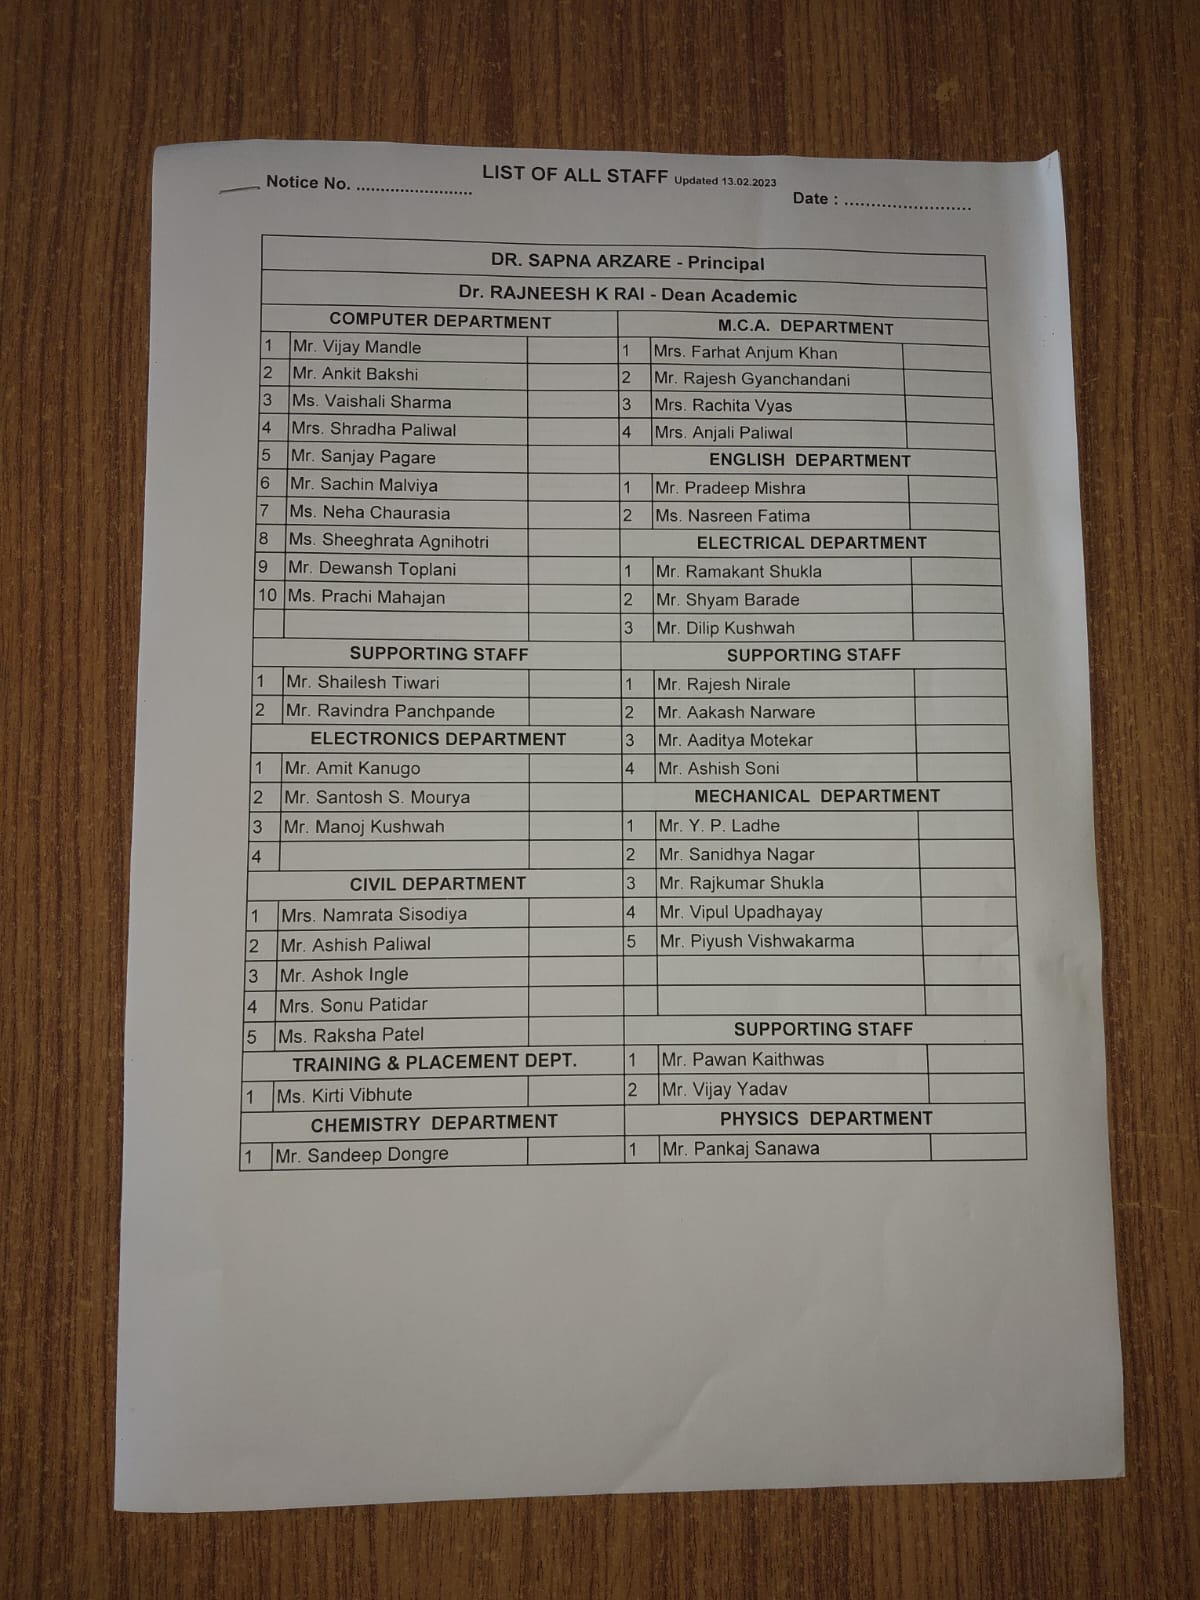 LIST OF ALL STAFF Updated 13.02.2023
Notice No. ........................
Date : ........................
DR. SAPNA ARZARE - Principal
Dr. RAJNEESH K RAI - Dean Academic
COMPUTER DEPARTMENT
1 Mr. Vijay Mandle
2 Mr. Ankit Bakshi
3 Ms. Vaishali Sharma
4 Mrs. Shradha Paliwal
5 Mr. Sanjay Pagare
6 Mr. Sachin Malviya
7 Ms. Neha Chaurasia
8 Ms. Sheeghrata Agnihotri
9 Mr. Dewansh Toplani
10 Ms. Prachi Mahajan
SUPPORTING STAFF
1 Mr. Shailesh Tiwari
2 Mr. Ravindra Panchpande
ELECTRONICS DEPARTMENT
1 Mr. Amit Kanugo
2 Mr. Santosh S. Mourya
3 Mr. Manoj Kushwah
4
CIVIL DEPARTMENT
1 Mrs. Namrata Sisodiya
2 Mr. Ashish Paliwal
3 Mr. Ashok Ingle
4 Mrs. Sonu Patidar
5 Ms. Raksha Patel
TRAINING & PLACEMENT DEPT.
1 Ms. Kirti Vibhute
CHEMISTRY DEPARTMENT
1 Mr. Sandeep Dongre
M.C.A. DEPARTMENT
1 Mrs. Farhat Anjum Khan
2 Mr. Rajesh Gyanchandani
3 Mrs. Rachita Vyas
4 Mrs. Anjali Paliwal
ENGLISH DEPARTMENT
1 Mr. Pradeep Mishra
2 Ms. Nasreen Fatima
ELECTRICAL DEPARTMENT
1 Mr. Ramakant Shukla
2 Mr. Shyam Barade
3 Mr. Dilip Kushwah
SUPPORTING STAFF
1 Mr. Rajesh Nirale
2 Mr. Aakash Narware
3 Mr. Aaditya Motekar
4 Mr. Ashish Soni
MECHANICAL DEPARTMENT
1 Mr. Y. P. Ladhe
2 Mr. Sanidhya Nagar
3 Mr. Rajkumar Shukla
4 Mr. Vipul Upadhayay
5 Mr. Piyush Vishwakarma
SUPPORTING STAFF
1 Mr. Pawan Kaithwas
2 Mr. Vijay Yadav
PHYSICS DEPARTMENT
1 Mr. Pankaj Sanawa